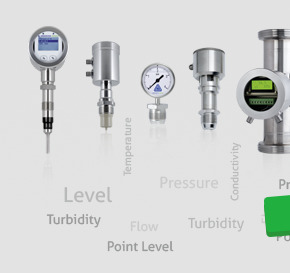 Temperature
Conductivity
Pressure
Level
Turbidity
Flow
Turbidity
Point Level